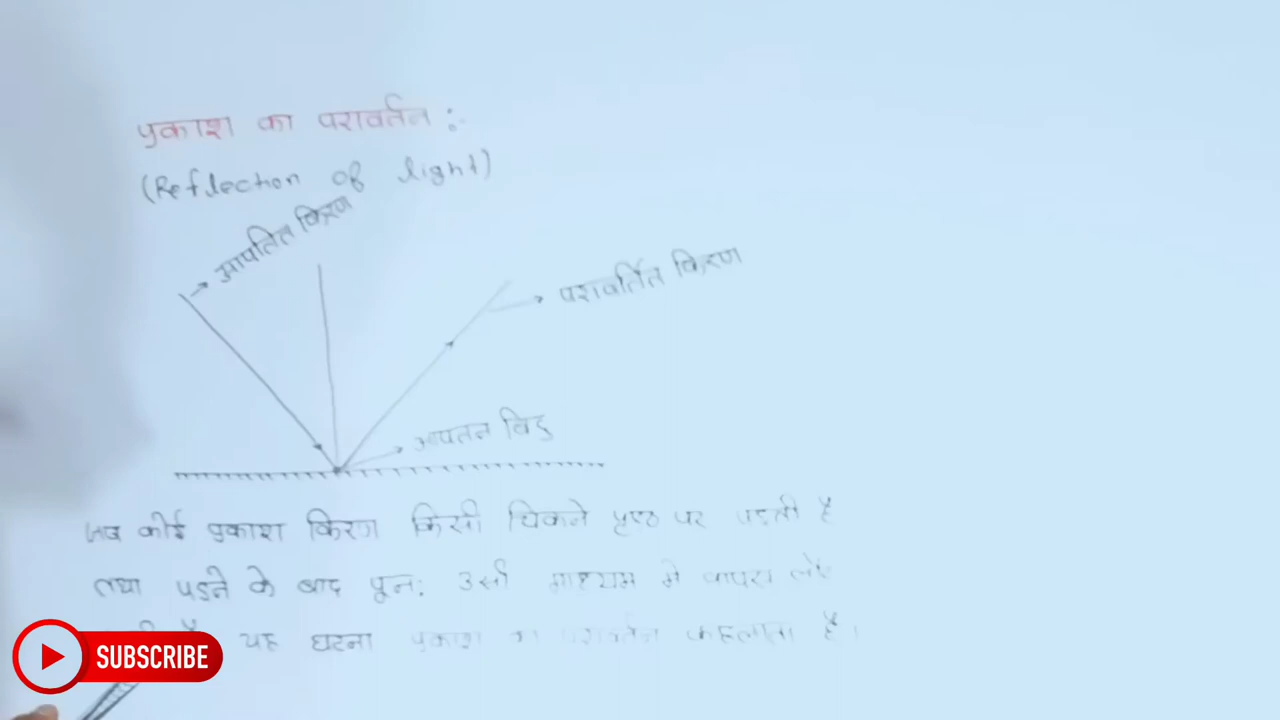 प्रकाश का परावर्तन :-
(Reflection of light)
आपतित किरण
परावर्तित किरण
आपतन बिंदु
जब कोई प्रकाश किरण किसी चिकने पृष्ठ पर पड़ती है
तथा पड़ने के बाद पुन: उसी माध्यम मे वापस लौट
है यह घटना प्रकाश का परावर्तन कहलाता है।
SUBSCRIBE